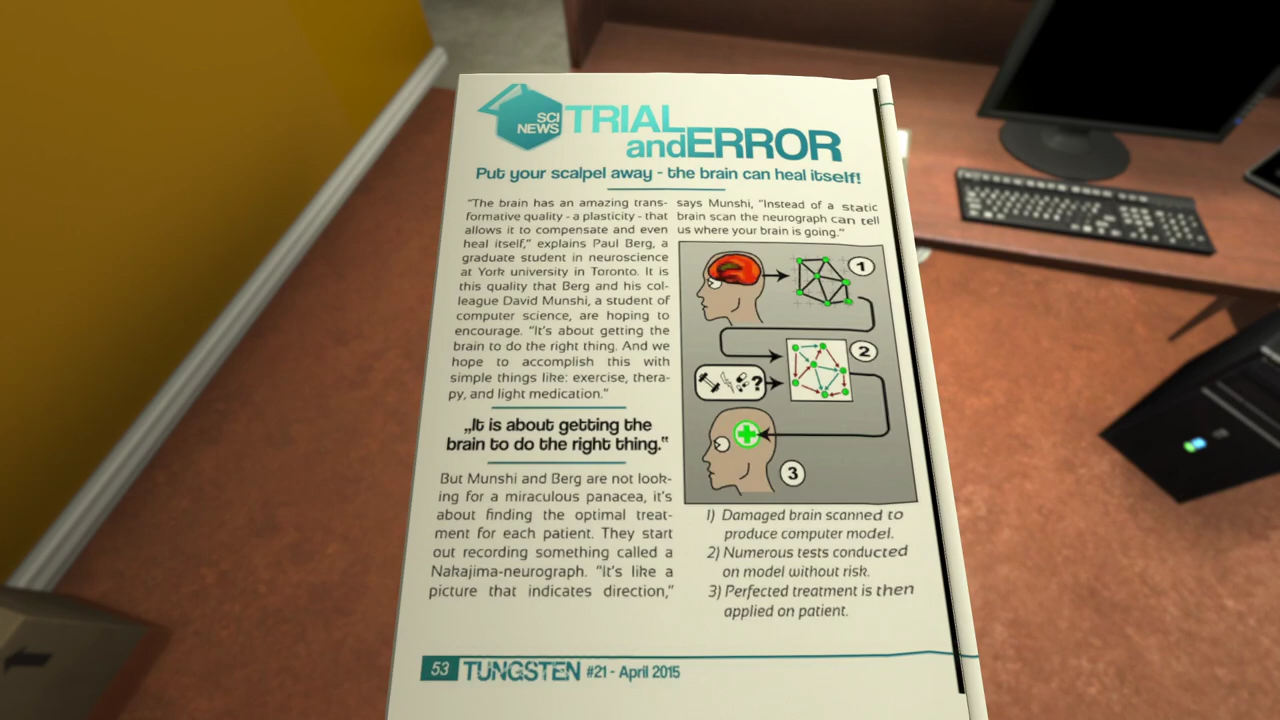 SCI
NEWS
TRIAL
andERROR
Put your scalpel away - the brain can heal itself!
"The brain has an amazing trans-
formative quality - a plasticity - that
allows it to compensate and even
heal itself," explains Paul Berg, a
graduate student in neuroscience
at York university in Toronto. It is
this quality that Berg and his col-
league David Munshi, a student of
computer science, are hoping to
encourage. "It's about getting the
brain to do the right thing. And we
hope to accomplish this with
simple things like: exercise, thera-
py, and light medication."
„It is about getting the
brain to do the right thing."
But Munshi and Berg are not look-
ing for a miraculous panacea, it's
about finding the optimal treat-
ment for each patient. They start
out recording something called a
Nakajima-neurograph. "It's like a
picture that indicates direction,"
says Munshi, "Instead of a static
brain scan the neurograph can tell
us where your brain is going."
1
2
?
3
1) Damaged brain scanned to
produce computer model.
2) Numerous tests conducted
on model without risk.
3) Perfected treatment is then
applied on patient.
53 TUNGSTEN #21 - April 2015